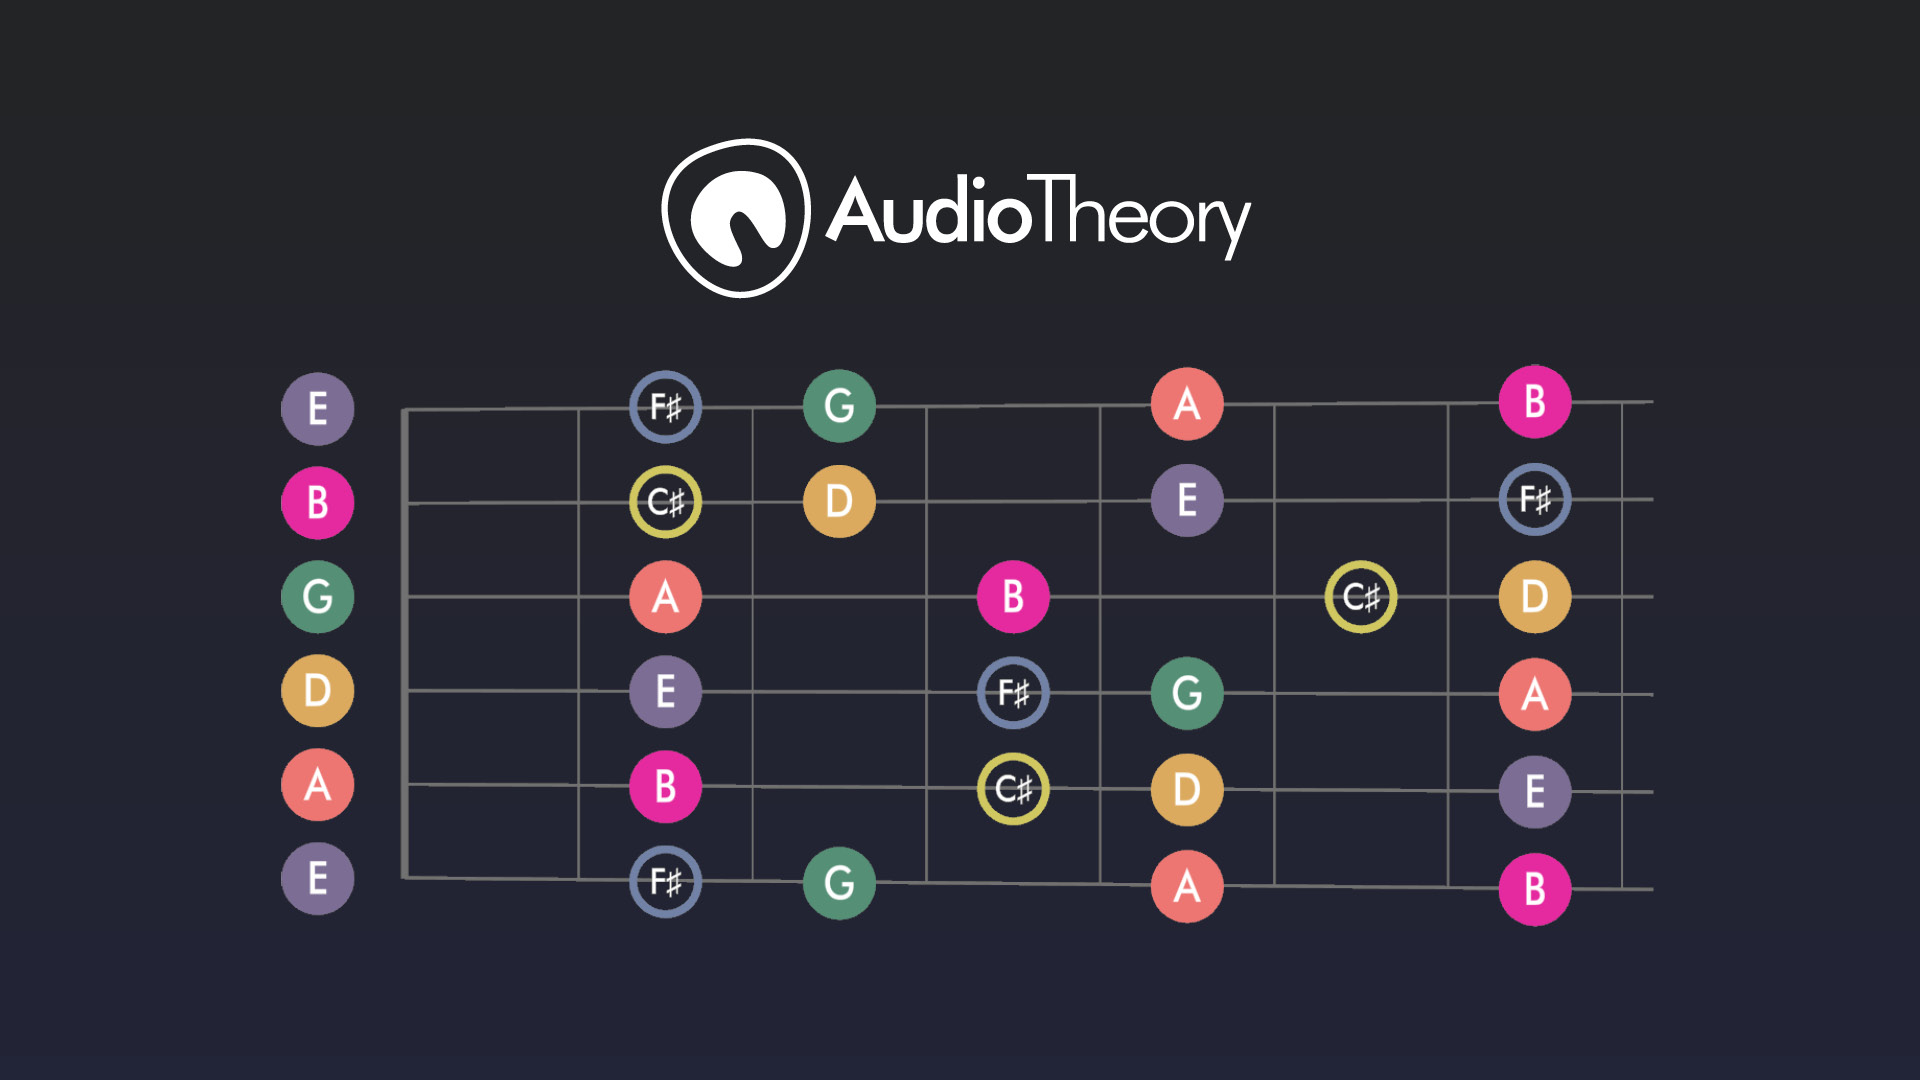 AudioTheory
E F♯ G A B
B C♯ D E F♯
G A B C♯ D
D E F♯ G A
A B C♯ D E
E F♯ G A B